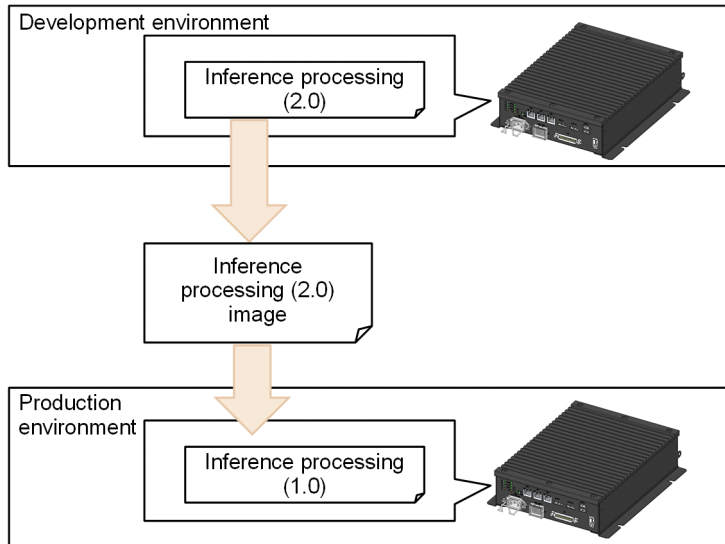 Development environment
Inference processing
(2.0)
Inference
processing (2.0)
image
Production
environment
Inference processing
(1.0)